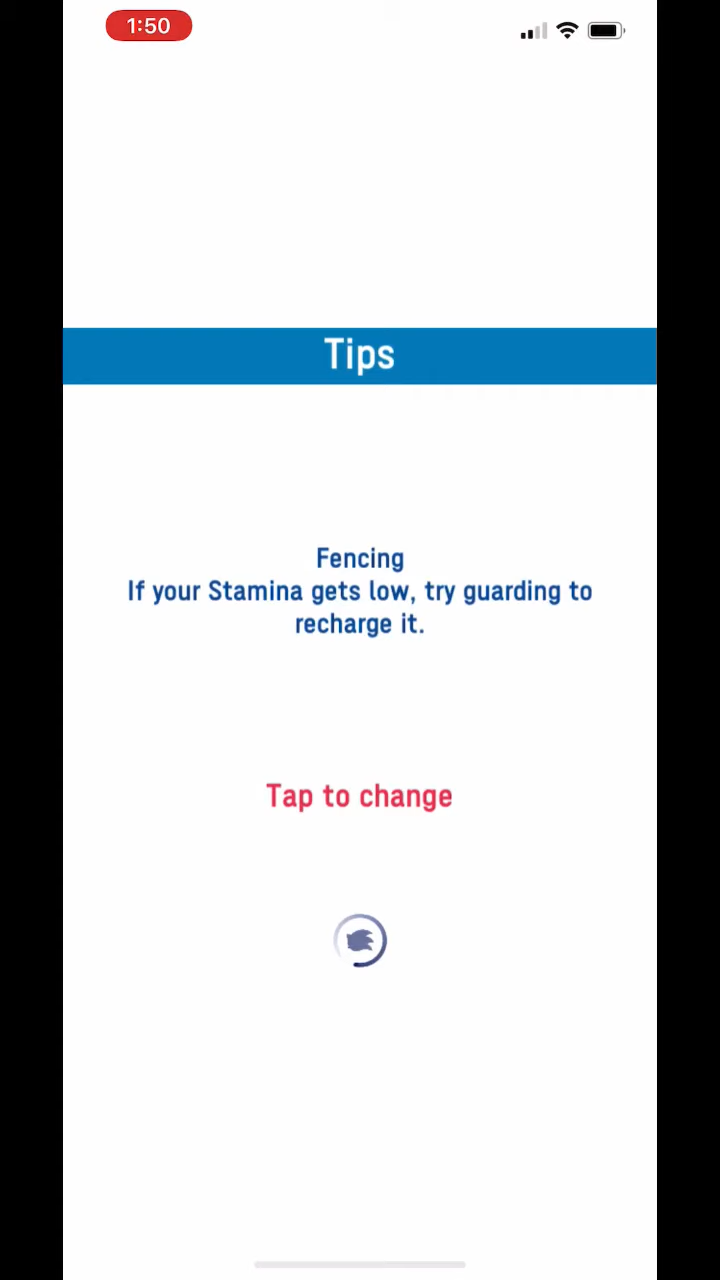 1:50
Tips
Fencing
If your Stamina gets low, try guarding to
recharge it.
Tap to change